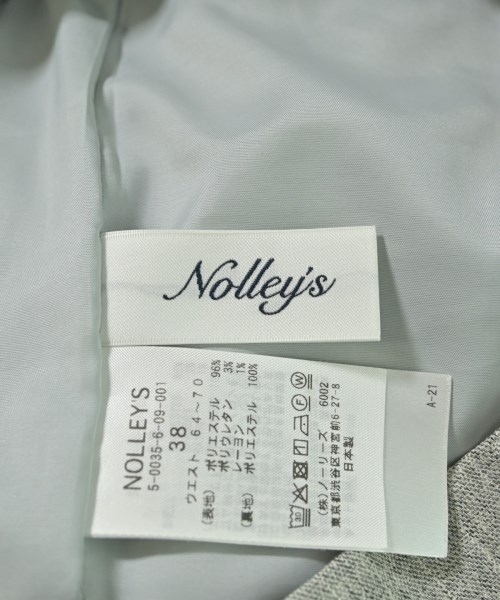 Nolley's
NOLLEY'S
5-0035-6-09-001
38
ウエスト 64～70
(表地) ポリエステル 96%
ポリウレタン 3%
レーヨン 1%
(裏地) ポリエステル 100%
30
(株)ノーリーズ 6002
東京都渋谷区神宮前6-27-8
日本製
A-21